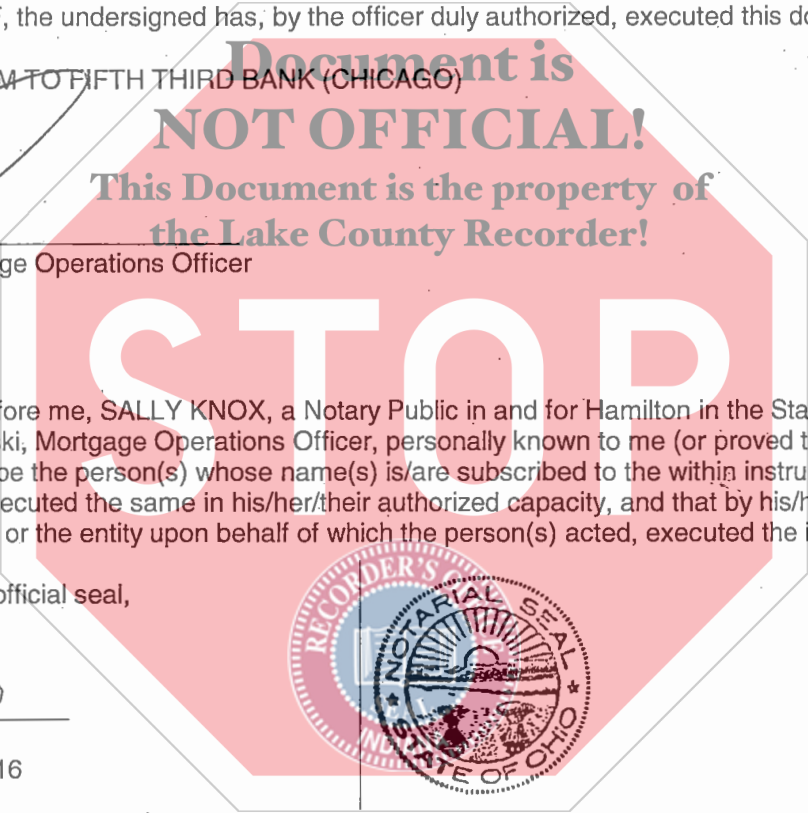 , the undersigned has, by the officer duly authorized, executed this do
Document is
M TO FIFTH THIRD BANK (CHICAGO)
NOT OFFICIAL!
This Document is the property of
the Lake County Recorder!
ge Operations Officer
STOP
fore me, SALLY KNOX, a Notary Public in and for Hamilton in the Sta
ki, Mortgage Operations Officer, personally known to me (or proved t
be the person(s) whose name(s) is/are subscribed to the within instru
ecuted the same in his/her/their authorized capacity, and that by his/h
or the entity upon behalf of which the person(s) acted, executed the i
official seal,
RECORDER'S
SEAL
NOTARIAL SEAL
STATE OF OHIO
16